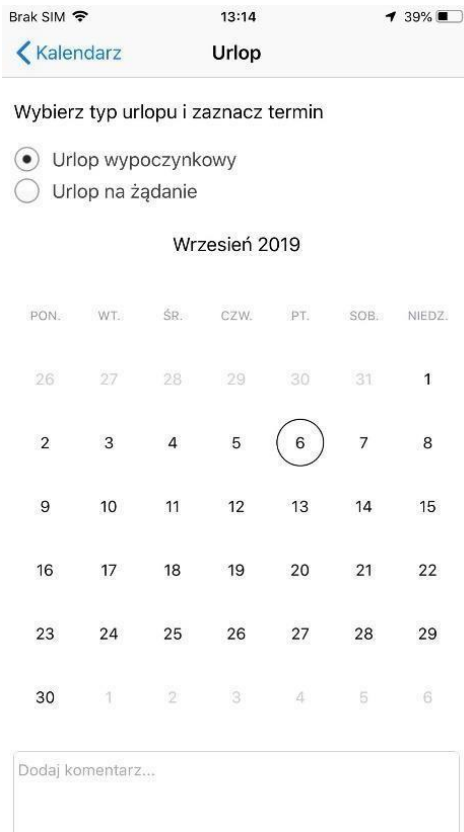 Brak SIM 13:14 39%
Kalendarz Urlop
Wybierz typ urlopu i zaznacz termin
Urlop wypoczynkowy
Urlop na żądanie
Wrzesień 2019
PON. WT. ŚR. CZW. PT. SOB. NIEDZ.
26 27 28 29 30 31 1
2 3 4 5 6 7 8
9 10 11 12 13 14 15
16 17 18 19 20 21 22
23 24 25 26 27 28 29
30 1 2 3 4 5 6
Dodaj komentarz...